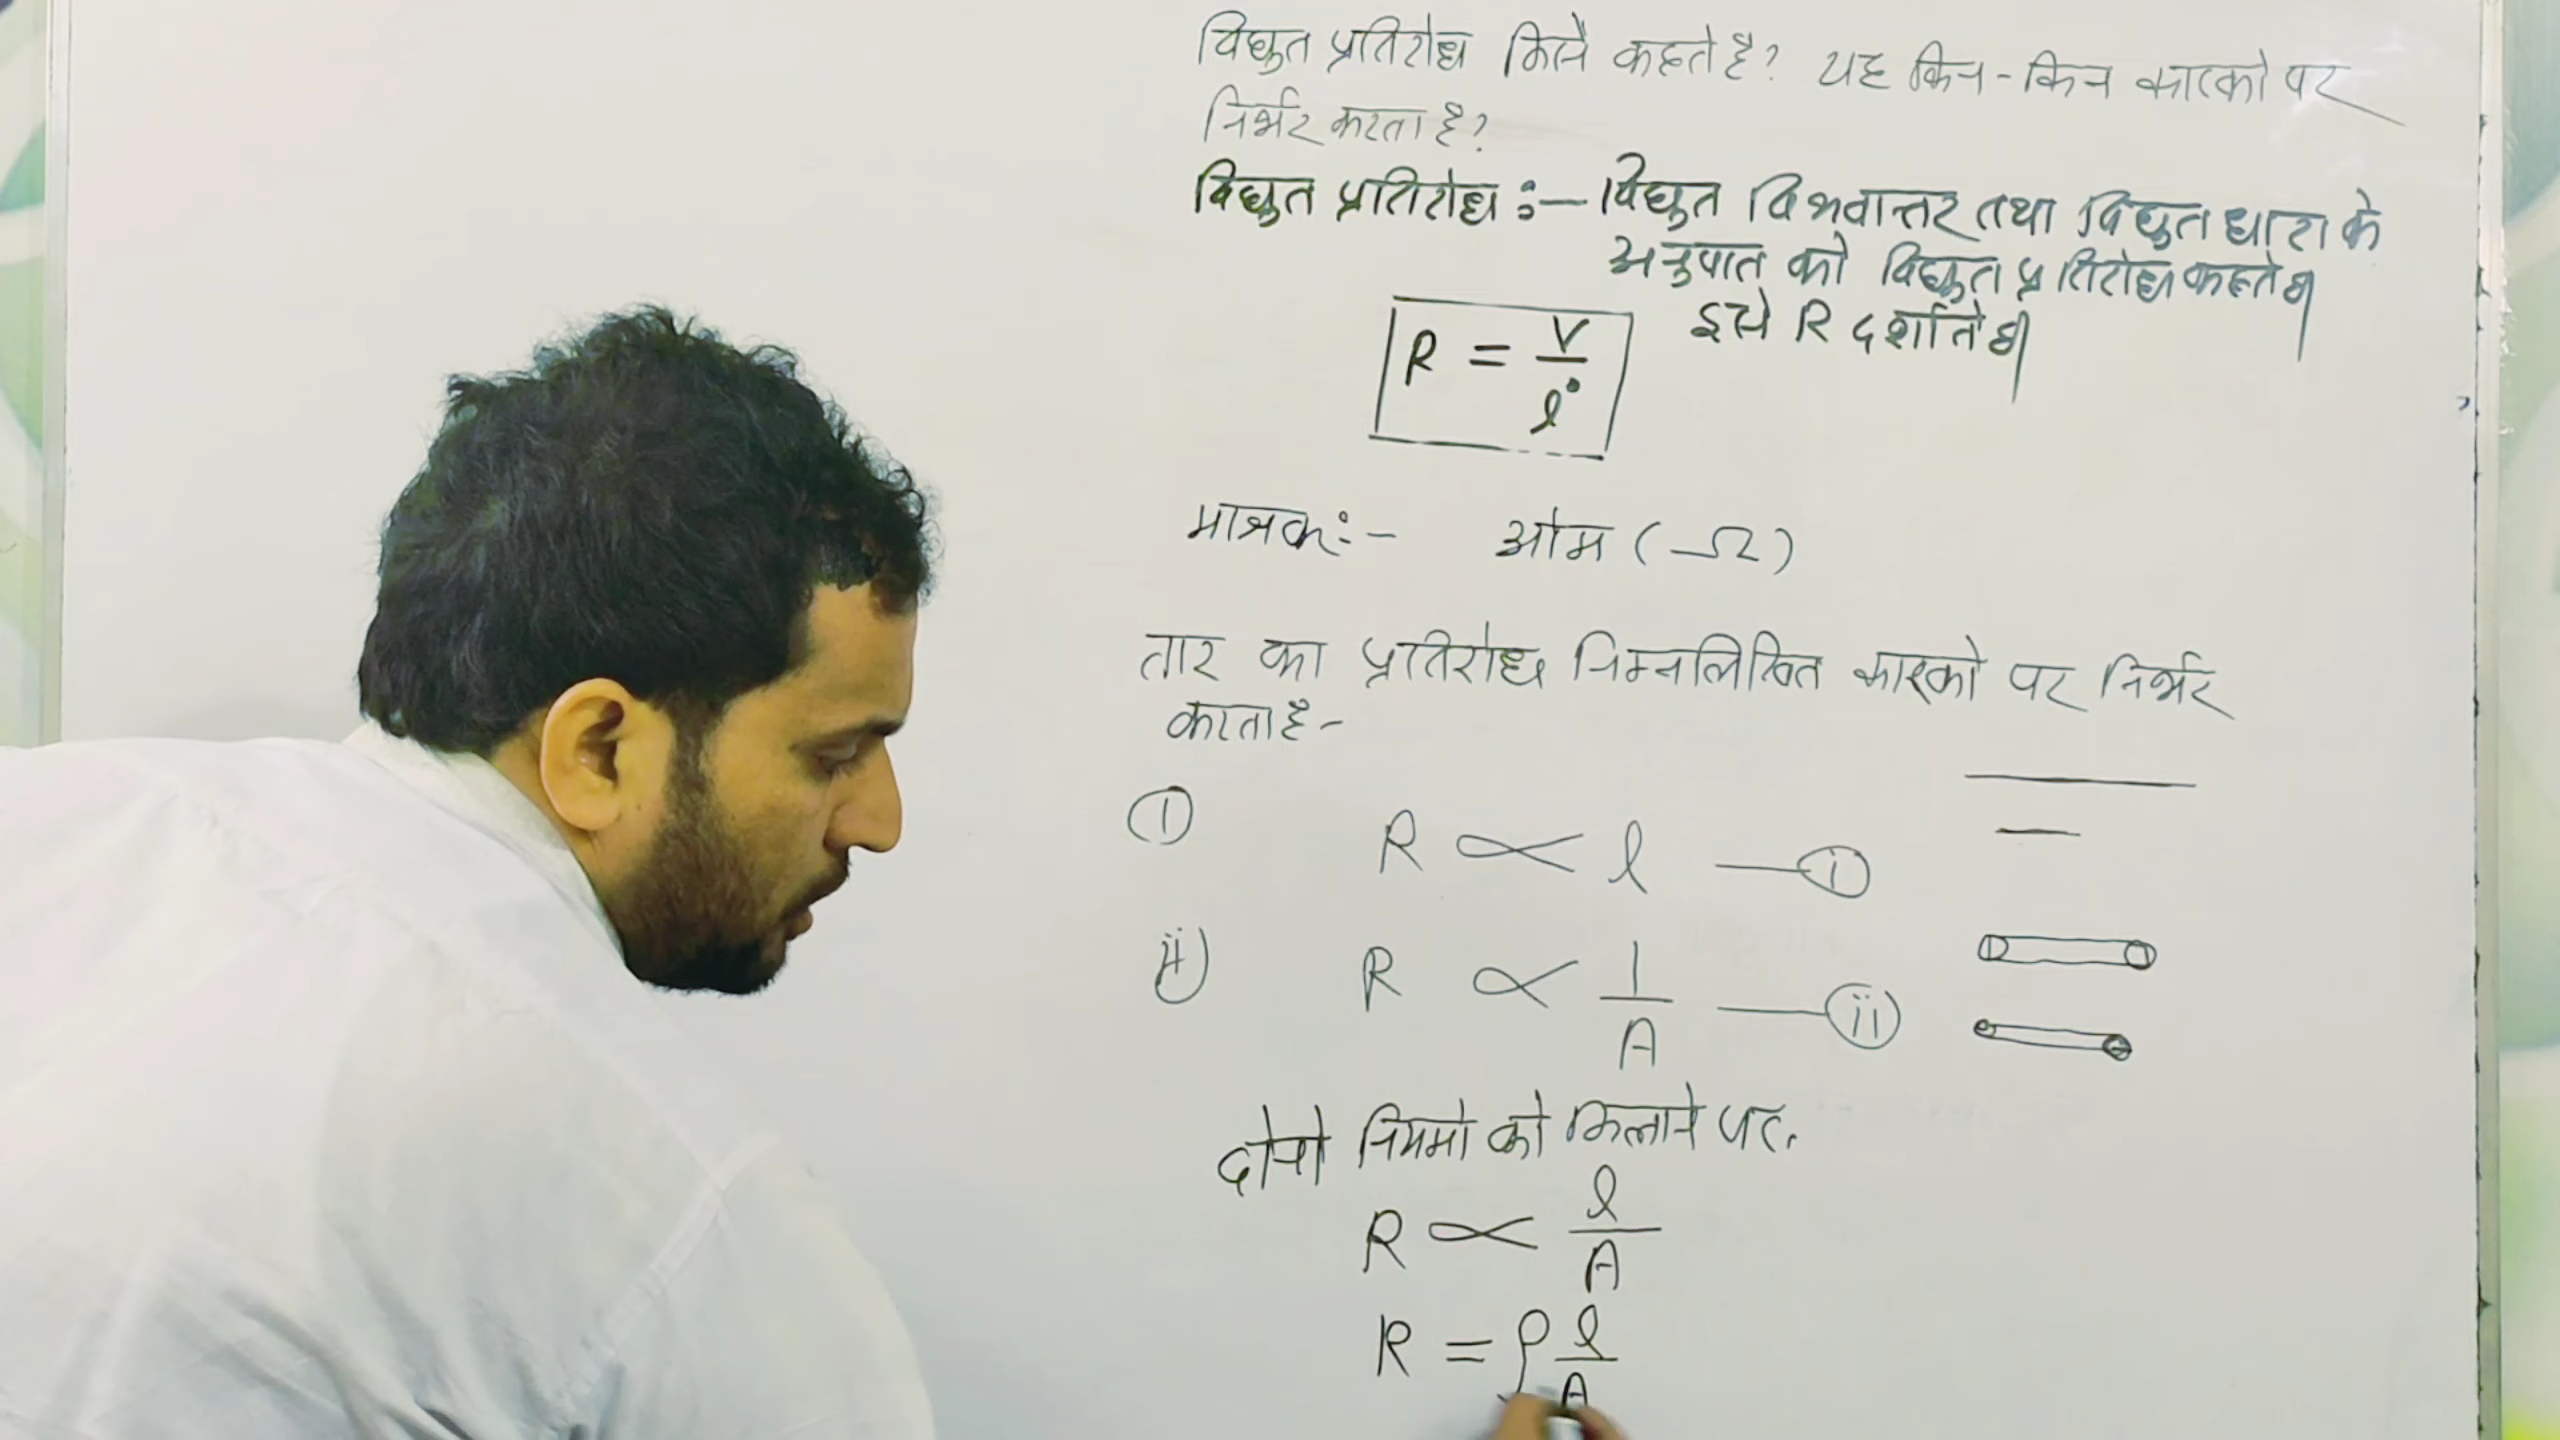 विद्युत प्रतिरोध किसे कहते है? यह किन-किन कारको पर
निर्भर करता है?
विद्युत प्रतिरोध :- विद्युत विभवान्तर तथा विद्युत धारा के
अनुपात को विद्युत प्रतिरोध कहते है।
इसे R दर्शाते है।
R = V/i
मात्रक:- ओम (Ω)
तार का प्रतिरोध निम्नलिखित कारको पर निर्भर
करता है-
(i) R ∝ l —(i)
ii) R ∝ 1/A —(ii)
दोनो नियमो को मिलाने पर,
R ∝ l/A
R = ρ l/A